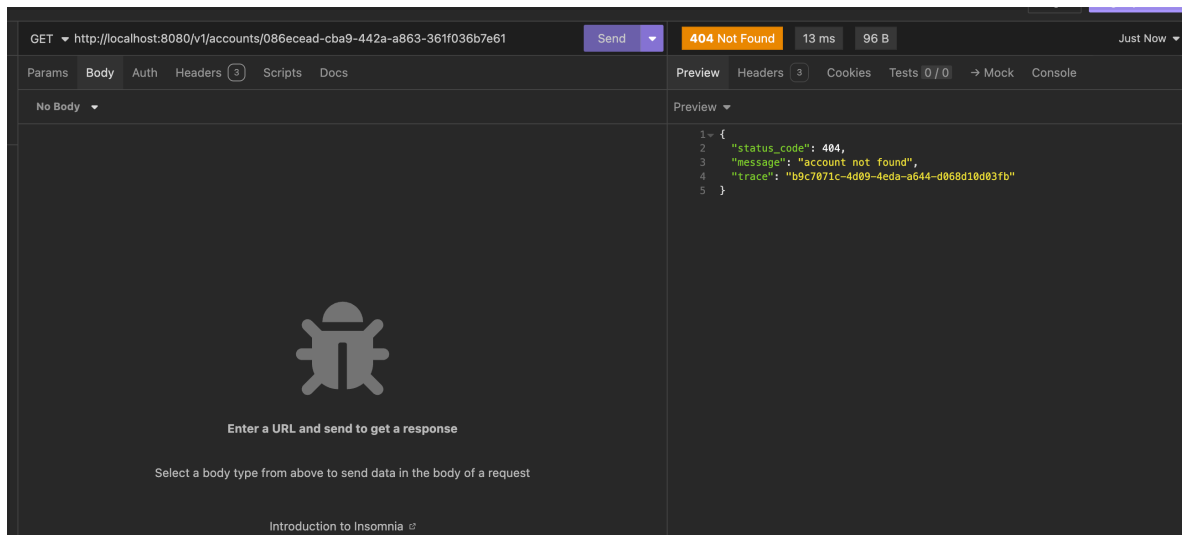 GET http://localhost:8080/v1/accounts/086ecead-cba9-442a-a863-361f036b7e61 Send
Params Body Auth Headers 3 Scripts Docs
No Body
Enter a URL and send to get a response
Select a body type from above to send data in the body of a request
Introduction to Insomnia
404 Not Found 13 ms 96 B Just Now
Preview Headers 3 Cookies Tests 0 / 0 → Mock Console
Preview
1 {
2 "status_code": 404,
3 "message": "account not found",
4 "trace": "b9c7071c-4d09-4eda-a644-d068d10d03fb"
5 }